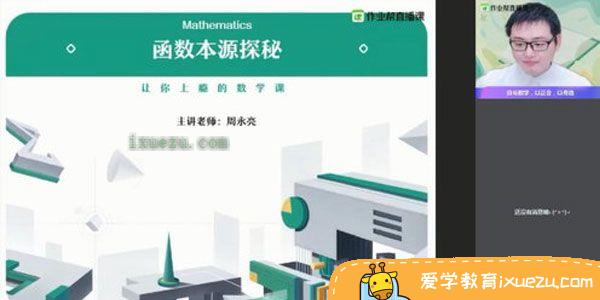 Mathematics
作业帮直播课
函数本源探秘
让你上瘾的数学课
主讲老师：周永亮
ixuezu.com
作业帮直播课
爱学教育ixuezu.com